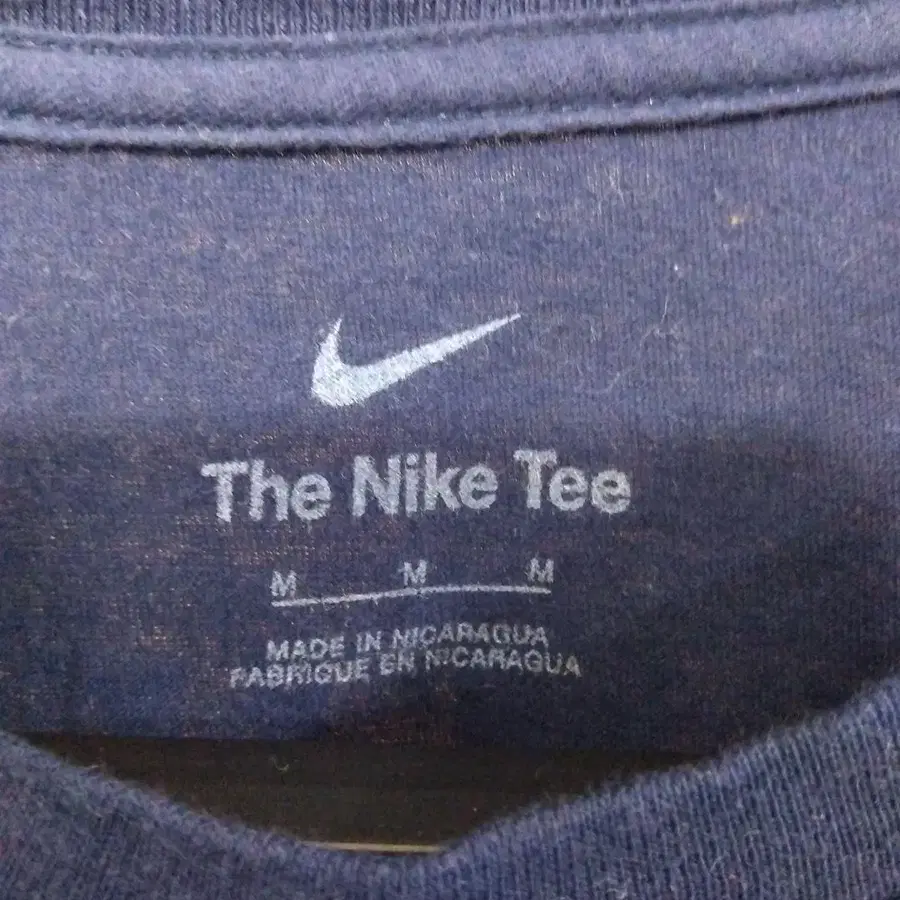 The Nike Tee
M M M
MADE IN NICARAGUA
FABRIQUE EN NICARAGUA